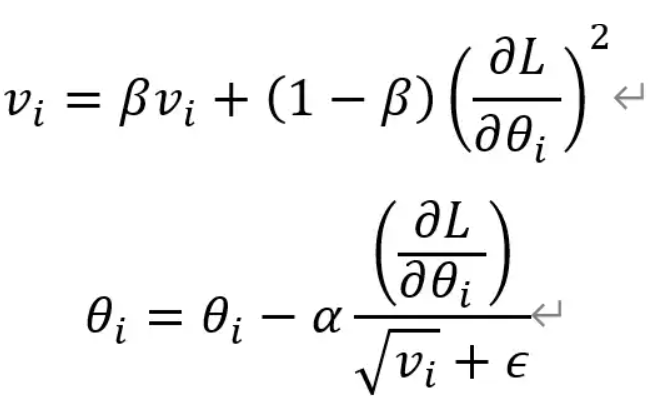 v_i = βv_i + (1 − β) (∂L/∂θ_i)^2 ↵
θ_i = θ_i − α (∂L/∂θ_i)/(√v_i + ϵ) ↵